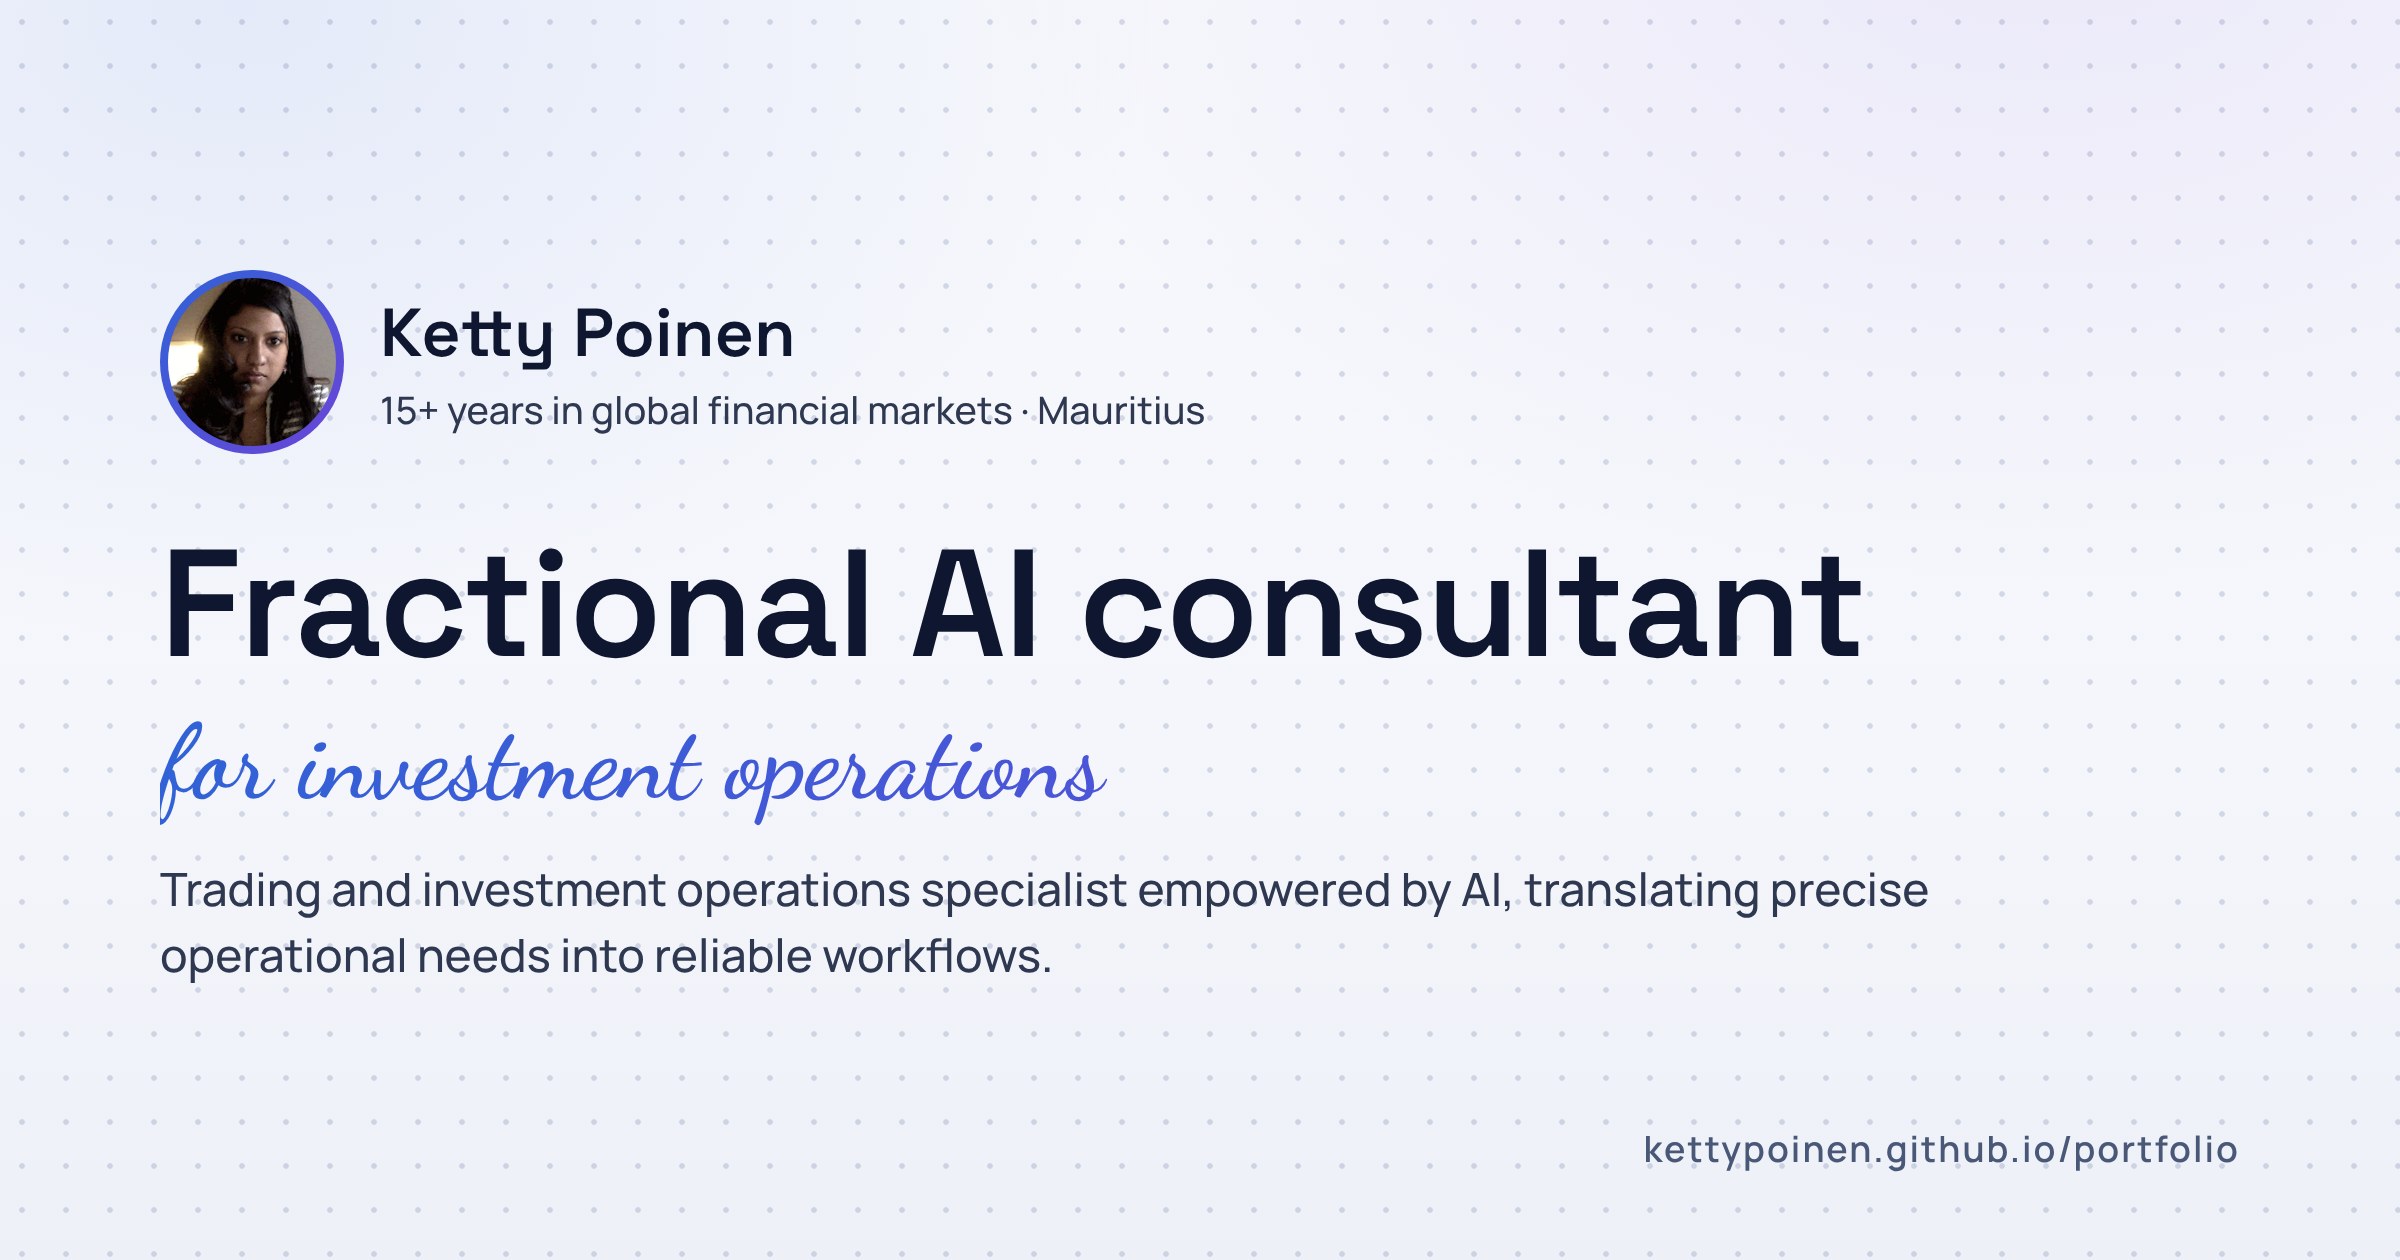 Ketty Poinen
15+ years in global financial markets · Mauritius
Fractional AI consultant
for investment operations
Trading and investment operations specialist empowered by AI, translating precise
operational needs into reliable workflows.
kettypoinen.github.io/portfolio